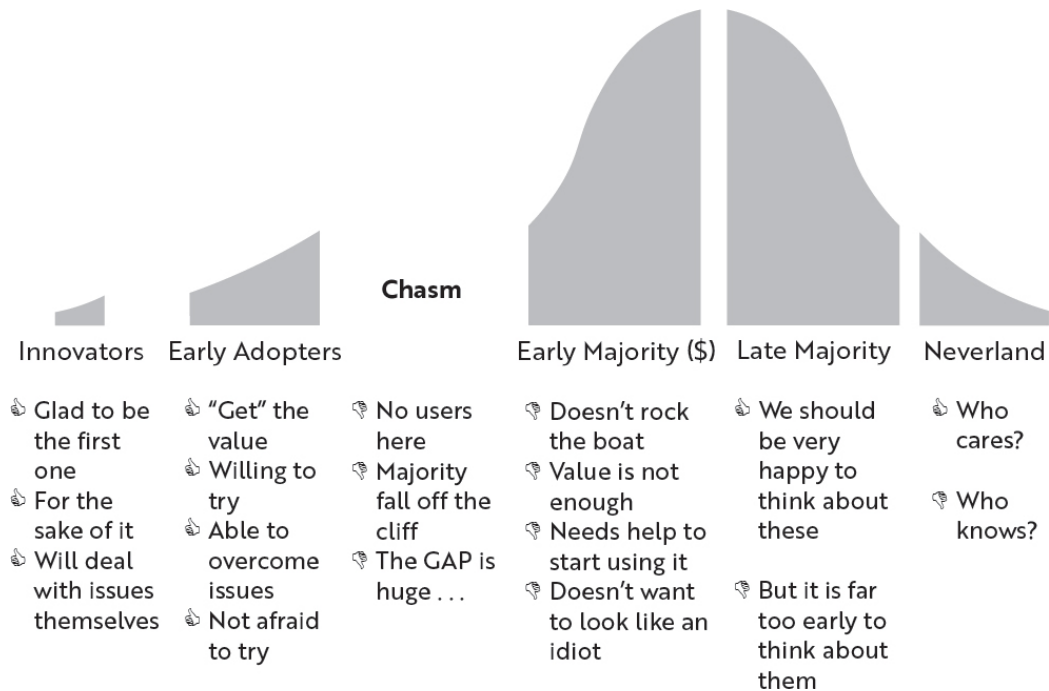 Chasm
Innovators
Early Adopters
Early Majority ($)
Late Majority
Neverland
Glad to be
the first
one
For the
sake of it
Will deal
with issues
themselves
“Get” the
value
Willing to
try
Able to
overcome
issues
Not afraid
to try
No users
here
Majority
fall off the
cliff
The GAP is
huge . . .
Doesn’t rock
the boat
Value is not
enough
Needs help to
start using it
Doesn’t want
to look like an
idiot
We should
be very
happy to
think about
these
But it is far
too early to
think about
them
Who
cares?
Who
knows?